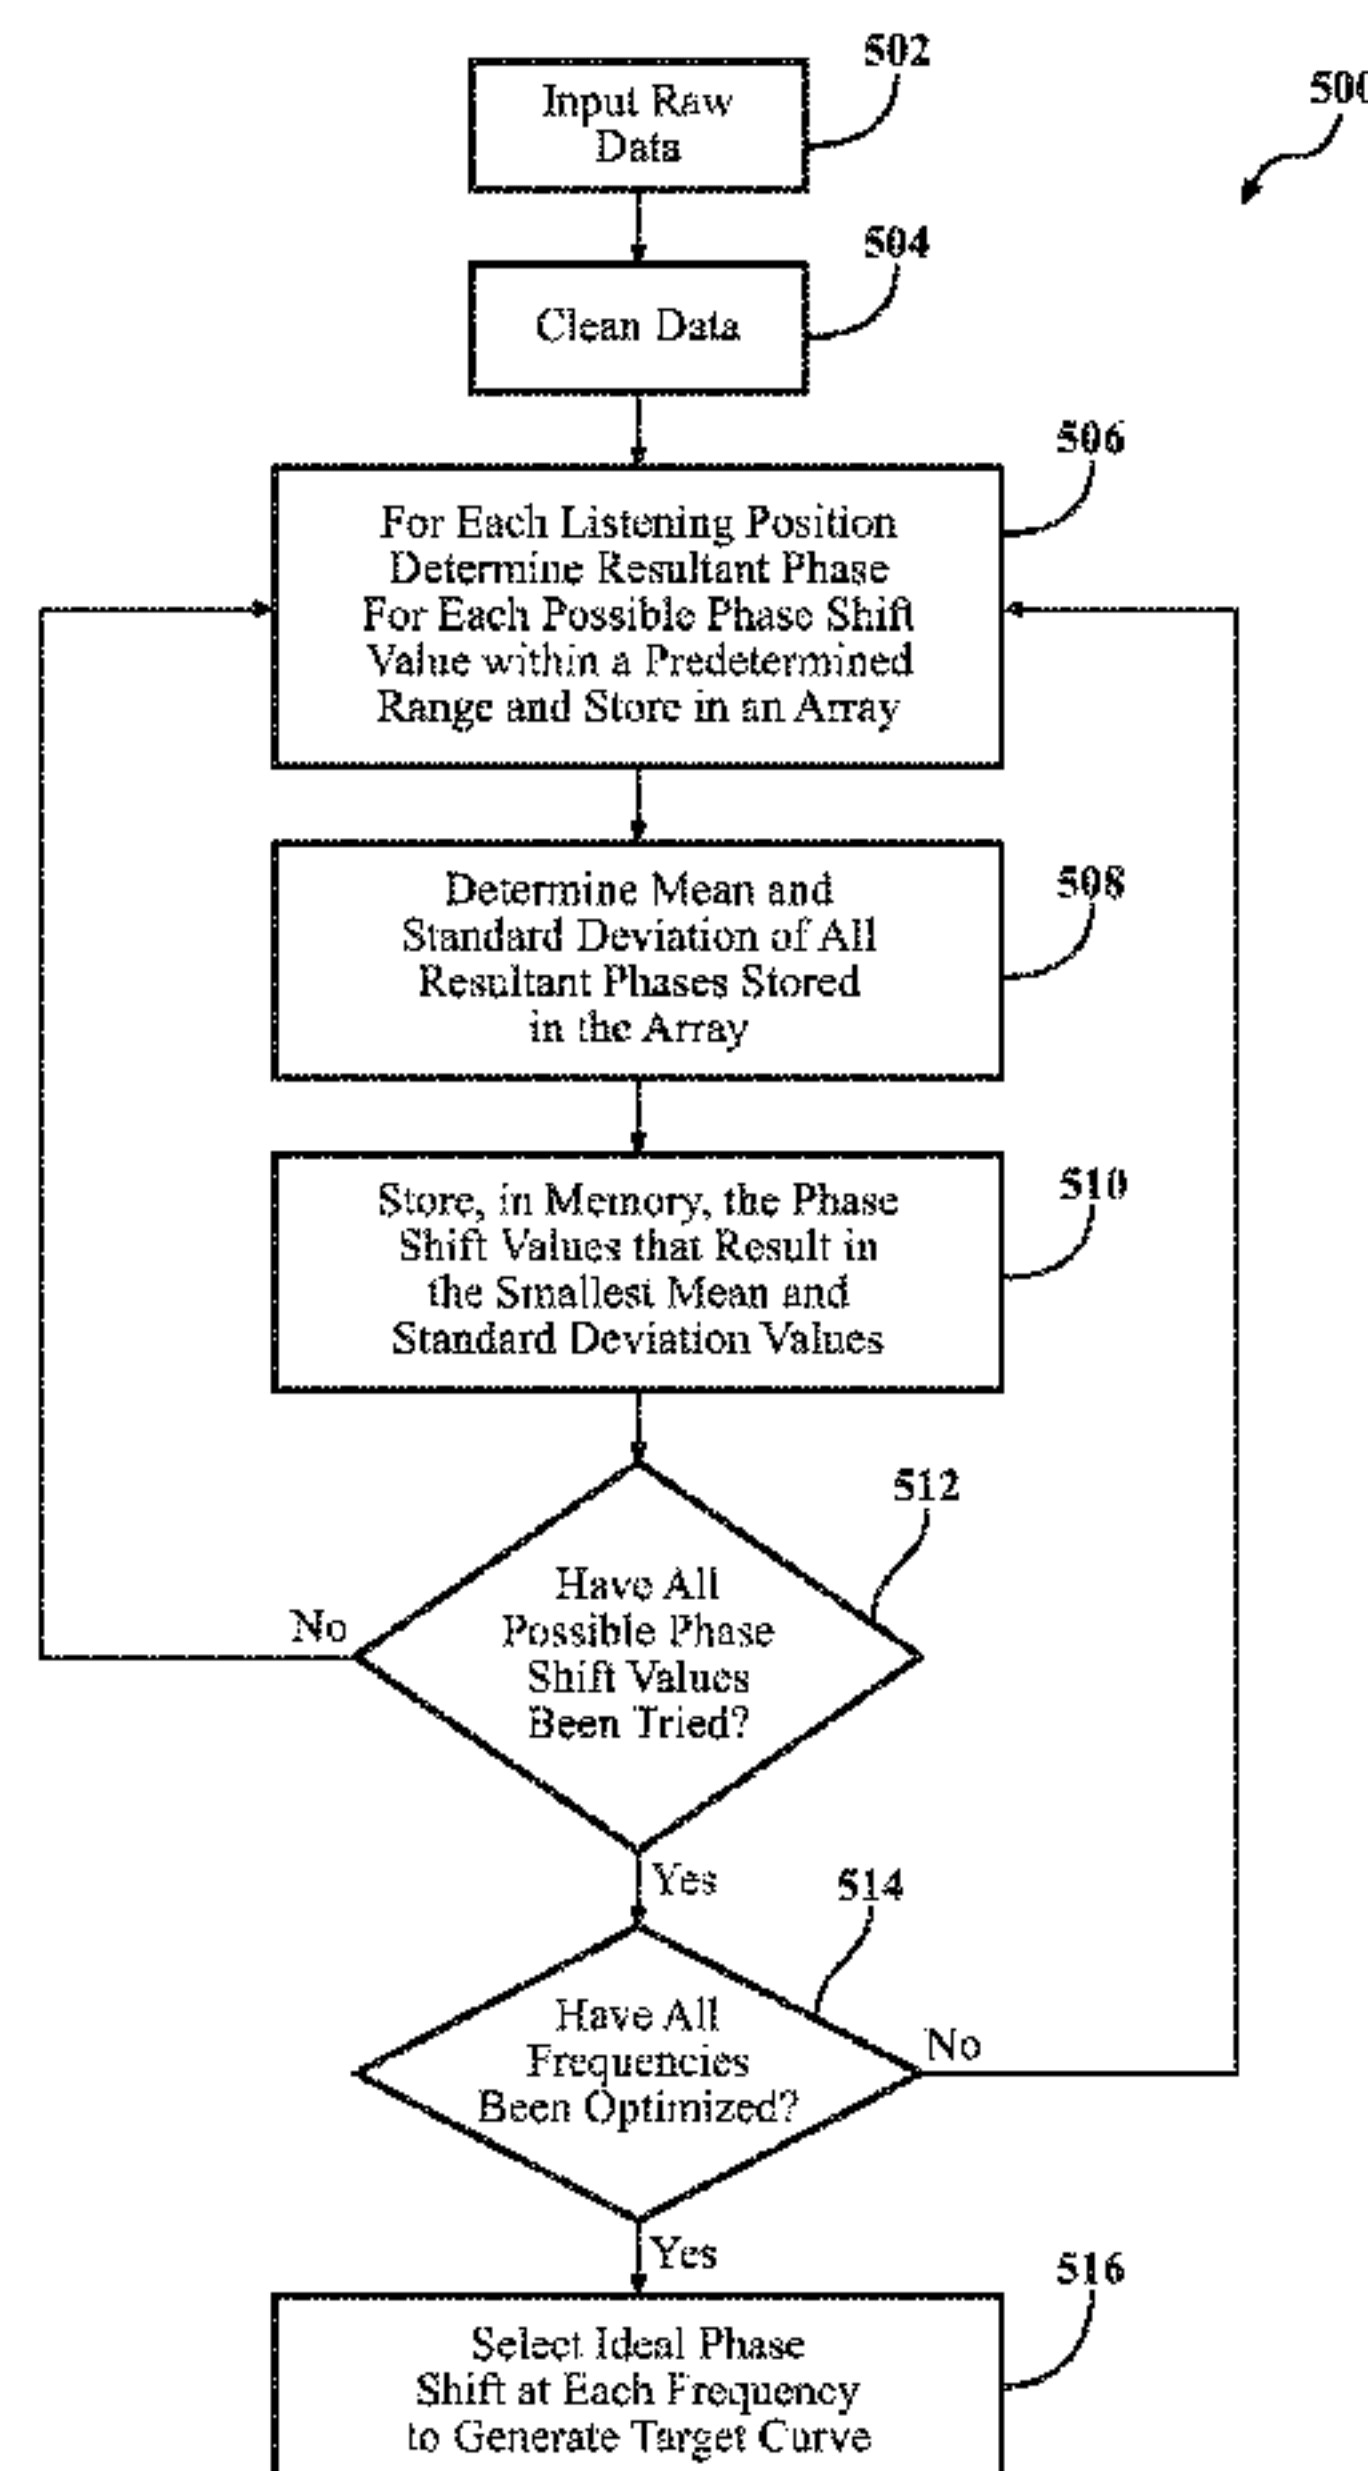 502
500
Input Raw
Data
504
Clean Data
506
For Each Listening Position
Determine Resultant Phase
For Each Possible Phase Shift
Value within a Predetermined
Range and Store in an Array
508
Determine Mean and
Standard Deviation of All
Resultant Phases Stored
in the Array
510
Store, in Memory, the Phase
Shift Values that Result in
the Smallest Mean and
Standard Deviation Values
512
Have All
Possible Phase
Shift Values
Been Tried?
No
Yes
514
Have All
Frequencies
Been Optimized?
No
Yes
516
Select Ideal Phase
Shift at Each Frequency
to Generate Target Curve